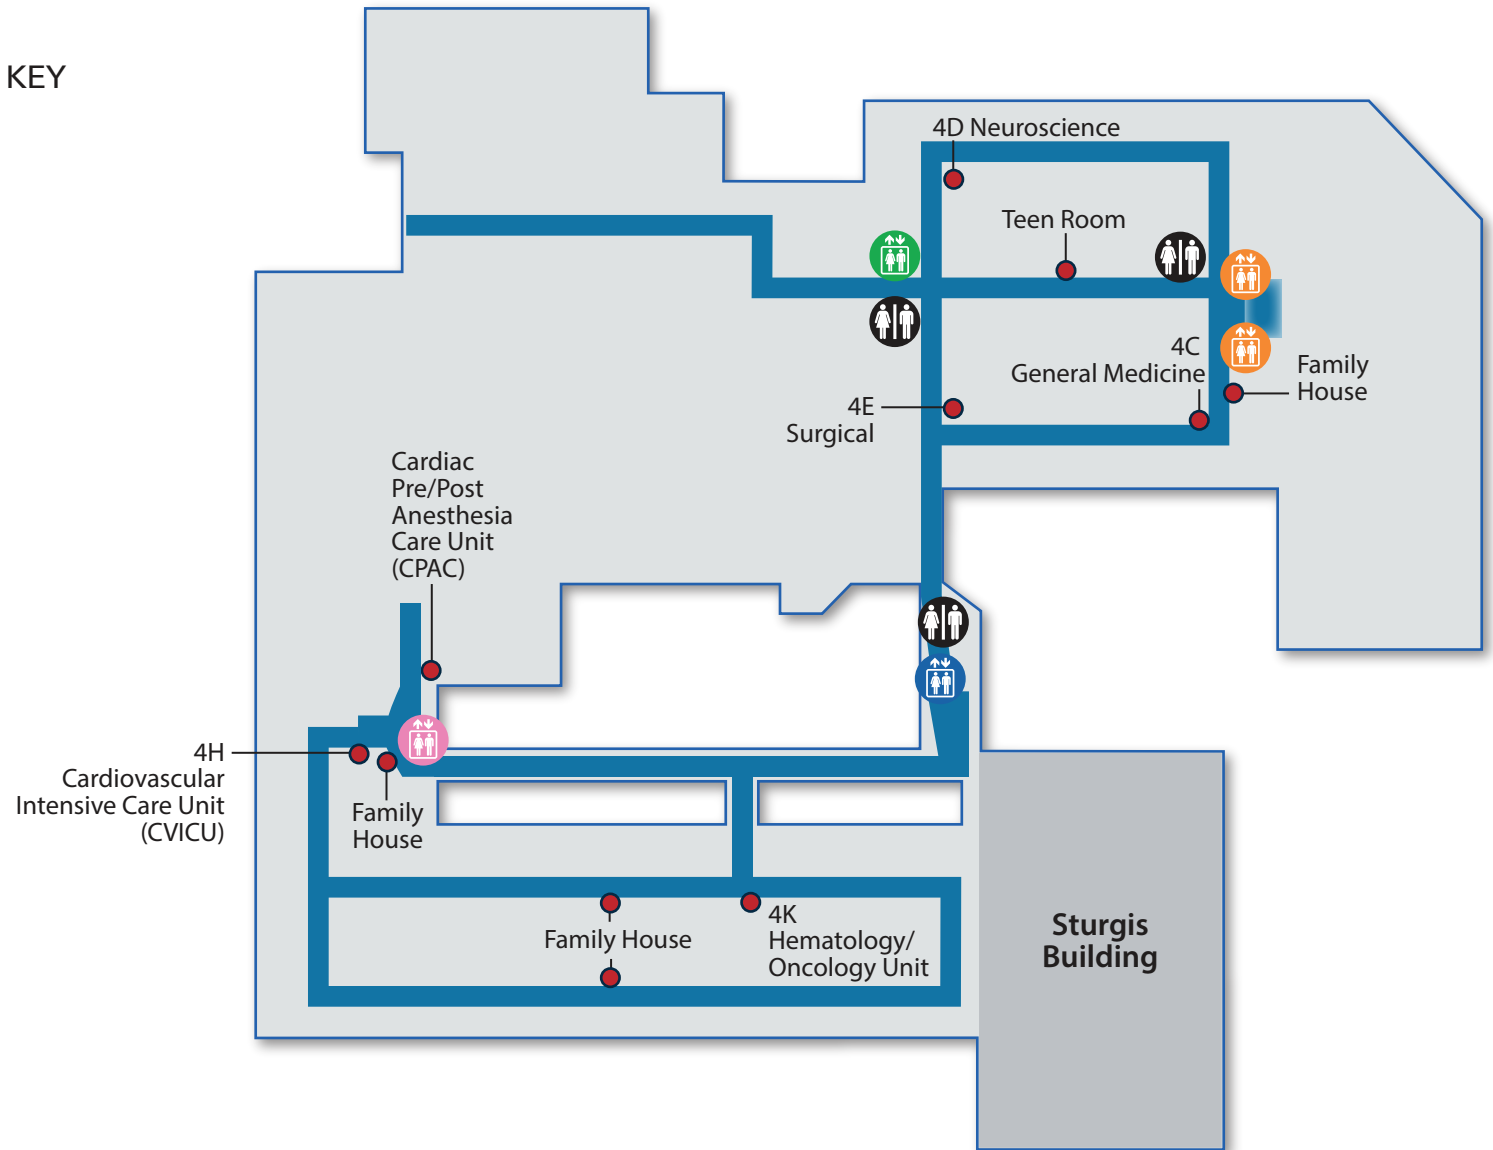 KEY
4D Neuroscience
Teen Room
4C
General Medicine
Family
House
4E
Surgical
Cardiac
Pre/Post
Anesthesia
Care Unit
(CPAC)
4H
Cardiovascular
Intensive Care Unit
(CVICU)
Family
House
Family House
4K
Hematology/
Oncology Unit
Sturgis
Building